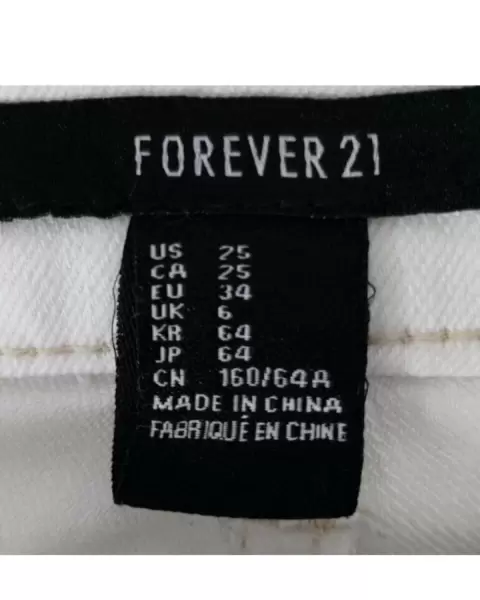 FOREVER 21
US 25
CA 25
EU 34
UK 6
KR 64
JP 64
CN 160/64A
MADE IN CHINA
FABRIQUÉ EN CHINE